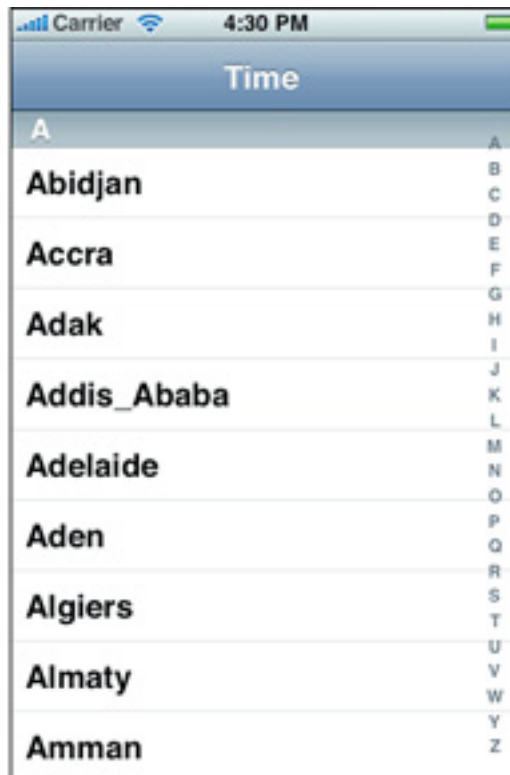 Carrier 4:30 PM
Time
A
Abidjan
Accra
Adak
Addis_Ababa
Adelaide
Aden
Algiers
Almaty
Amman
A
B
C
D
E
F
G
H
I
J
K
L
M
N
O
P
Q
R
S
T
U
V
W
Y
Z